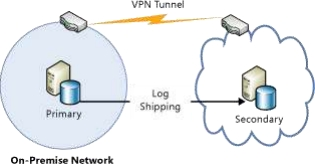 VPN Tunnel
Log
Shipping
Primary
Secondary
On-Premise Network